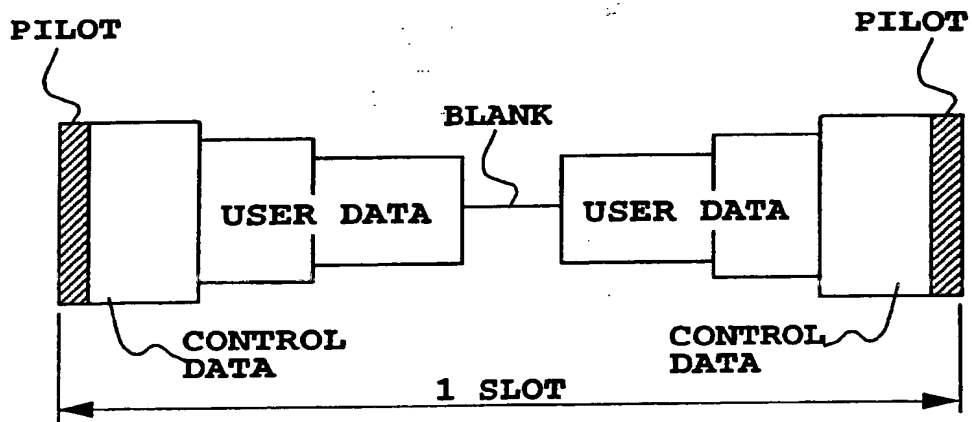 PILOT
PILOT
BLANK
USER DATA
USER DATA
CONTROL
DATA
CONTROL
DATA
1 SLOT